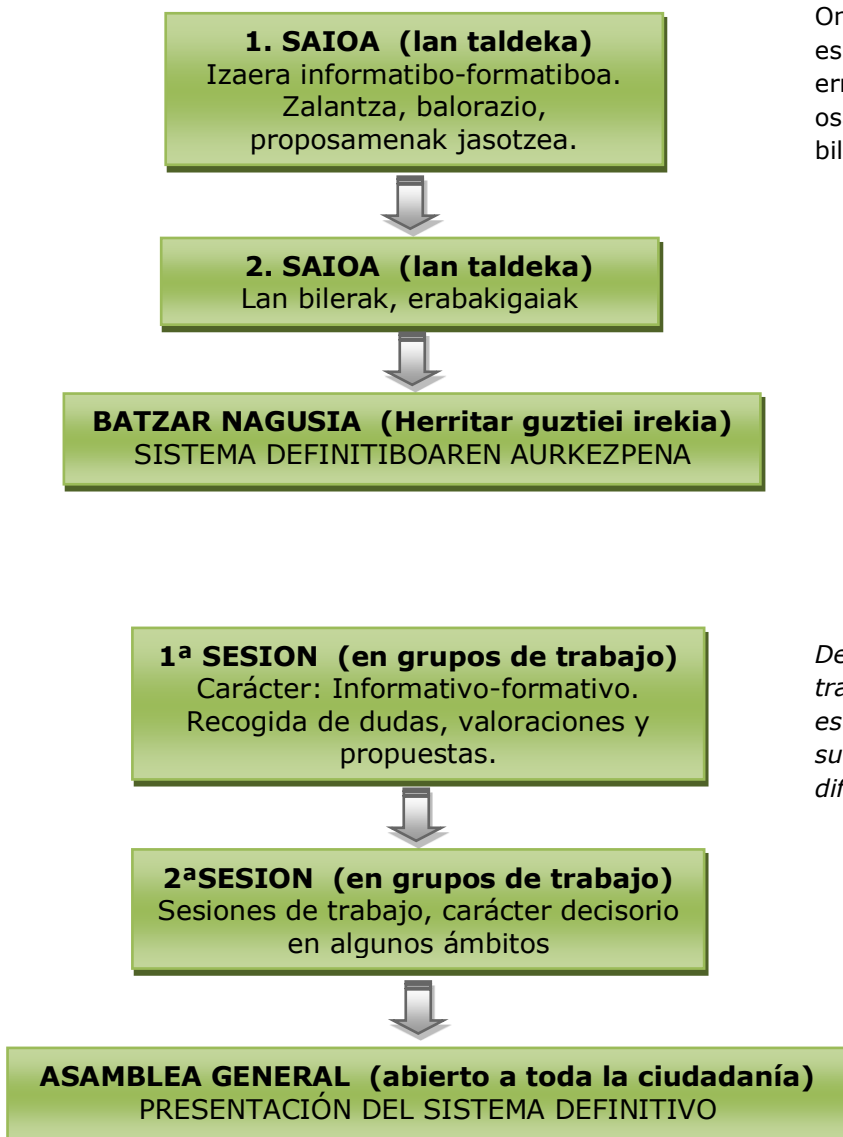 1. SAIOA (lan taldeka)
Izaera informatibo-formatiboa.
Zalantza, balorazio,
proposamenak jasotzea.
2. SAIOA (lan taldeka)
Lan bilerak, erabakigaiak
BATZAR NAGUSIA (Herritar guztiei irekia)
SISTEMA DEFINITIBOAREN AURKEZPENA
1ª SESION (en grupos de trabajo)
Carácter: Informativo-formativo.
Recogida de dudas, valoraciones y
propuestas.
2ªSESION (en grupos de trabajo)
Sesiones de trabajo, carácter decisorio
en algunos ámbitos
ASAMBLEA GENERAL (abierto a toda la ciudadanía)
PRESENTACIÓN DEL SISTEMA DEFINITIVO